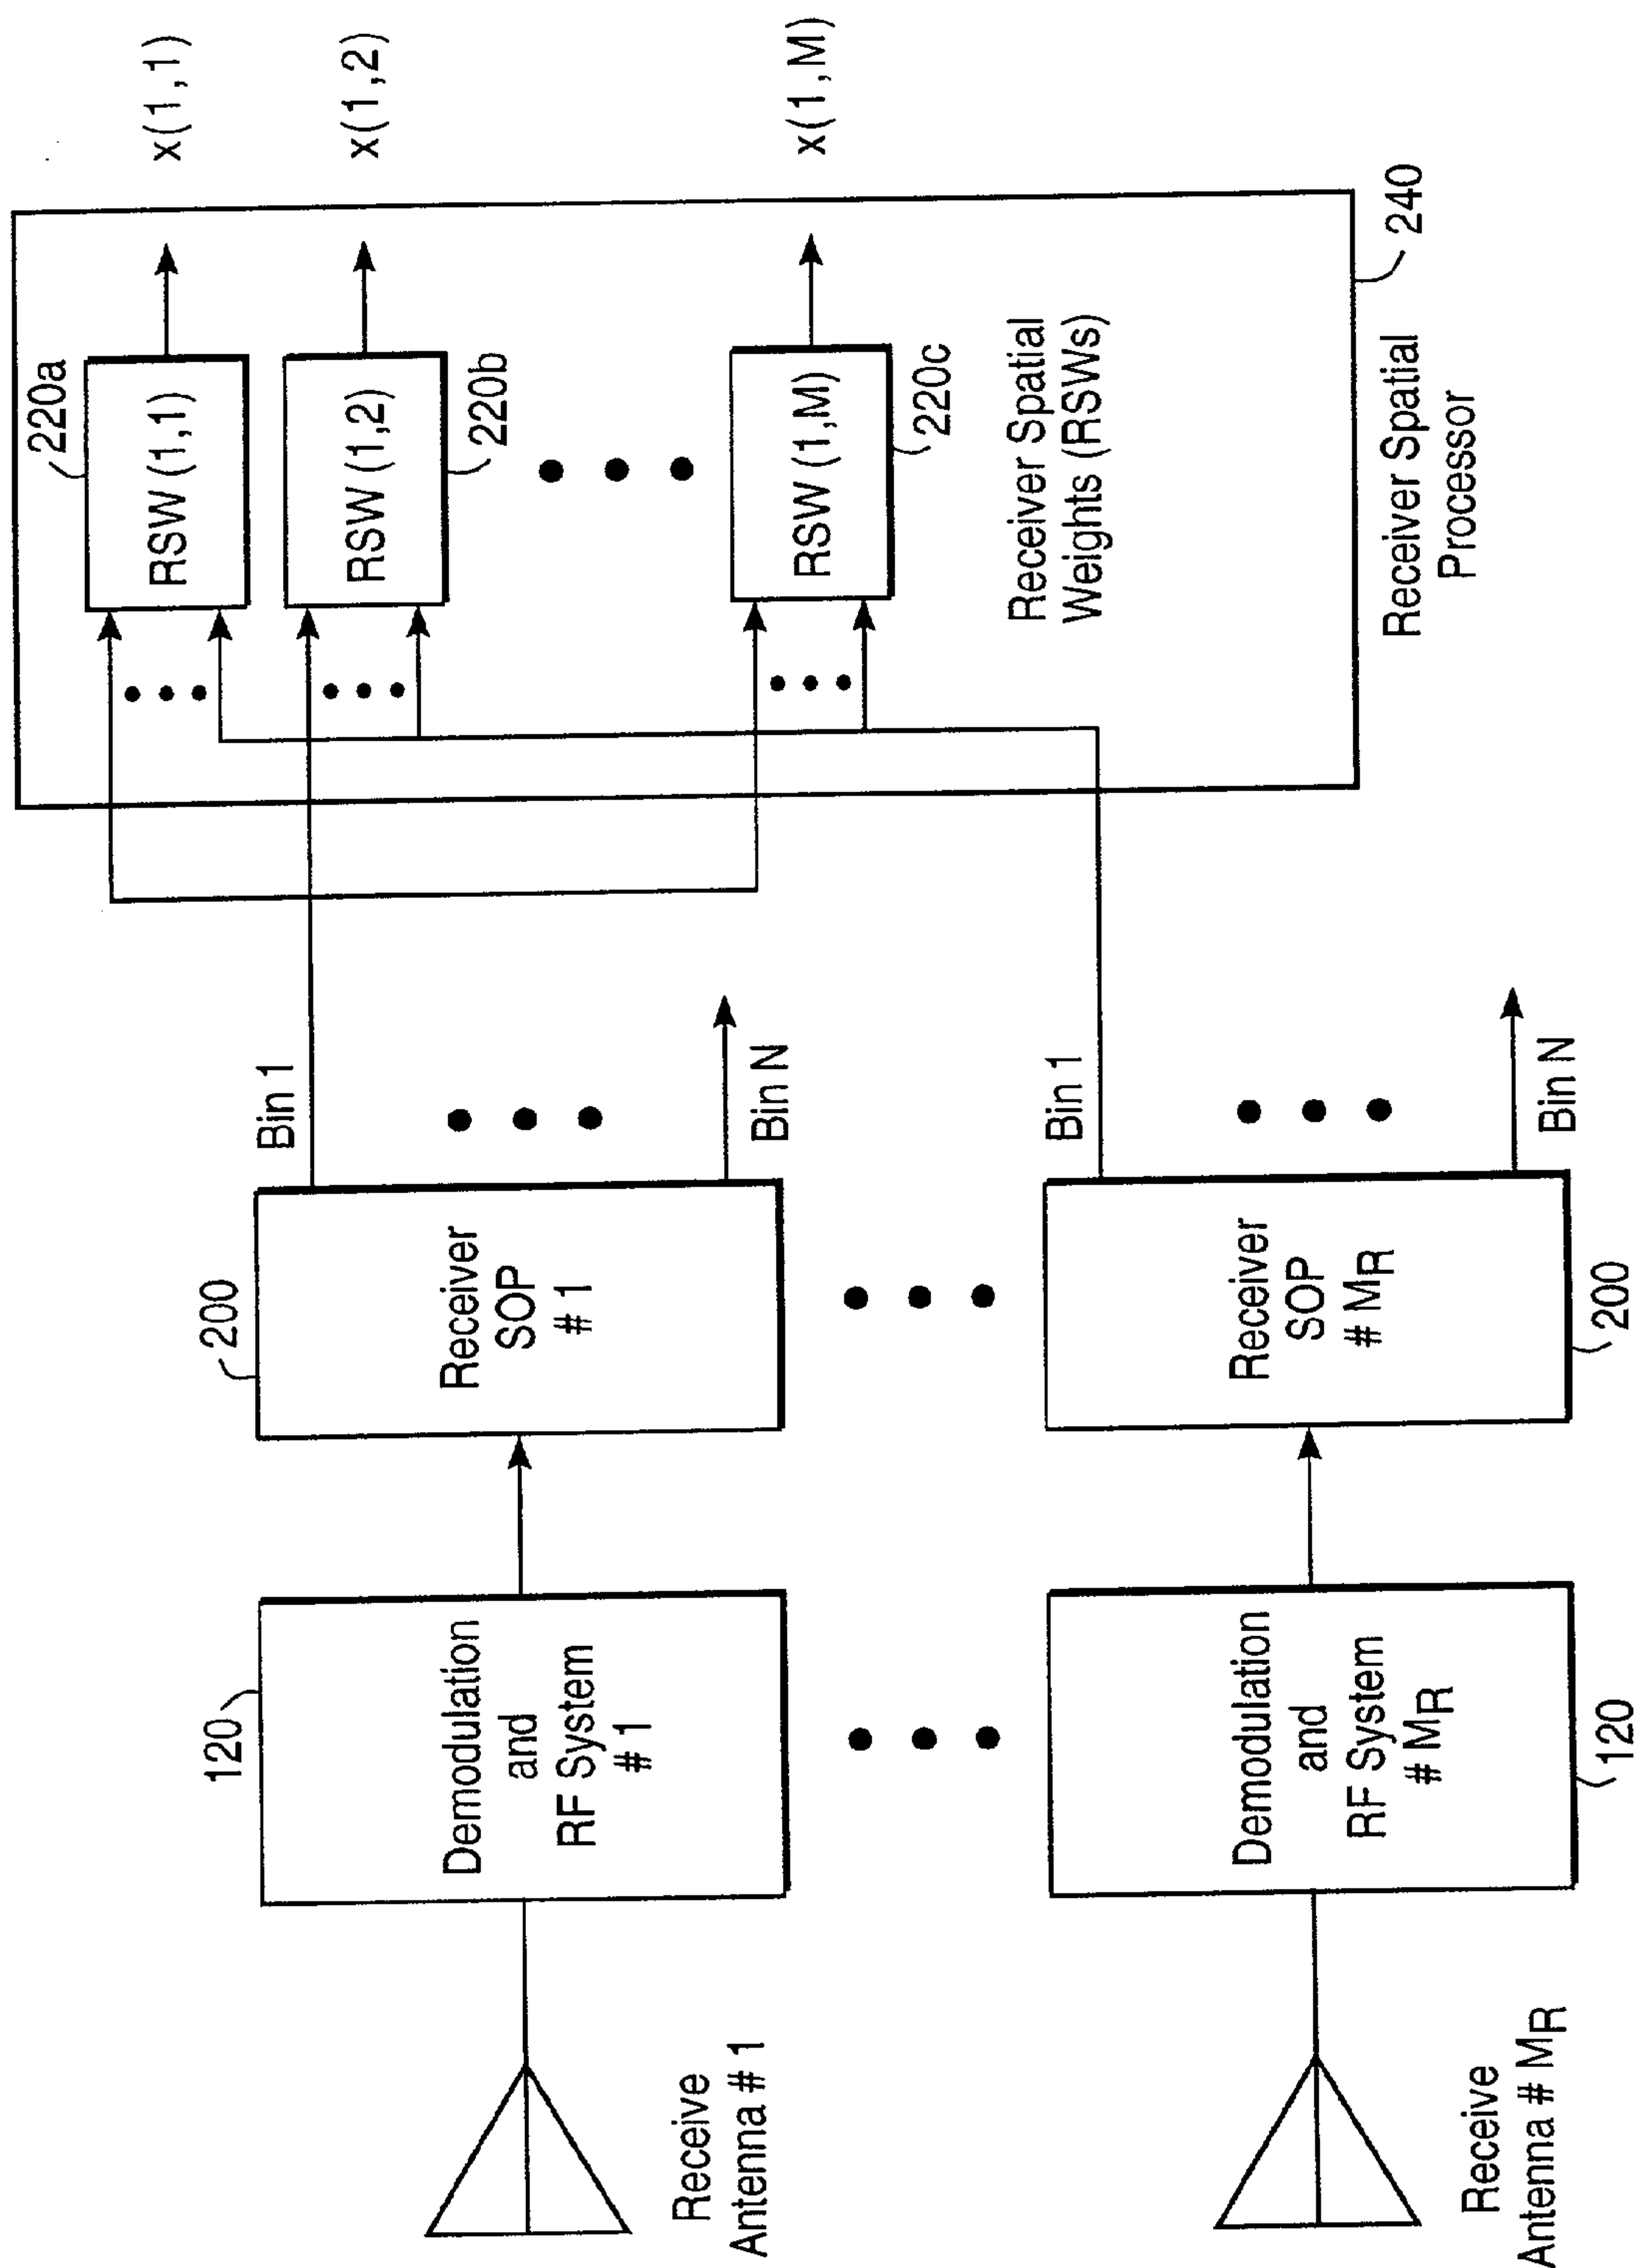 Receive
Antenna # 1
120
Demodulation
and
RF System
# 1
200
Receiver
SOP
# 1
Bin 1
Bin N
Receive
Antenna # MR
Demodulation
and
RF System
# MR
120
Receiver
SOP
# MR
200
Bin 1
Bin N
220a
RSW (1,1)
x(1,1)
RSW (1,2)
220b
x(1,2)
RSW (1,M)
220c
x(1,M)
Receiver Spatial
Weights (RSWs)
240
Receiver Spatial
Processor